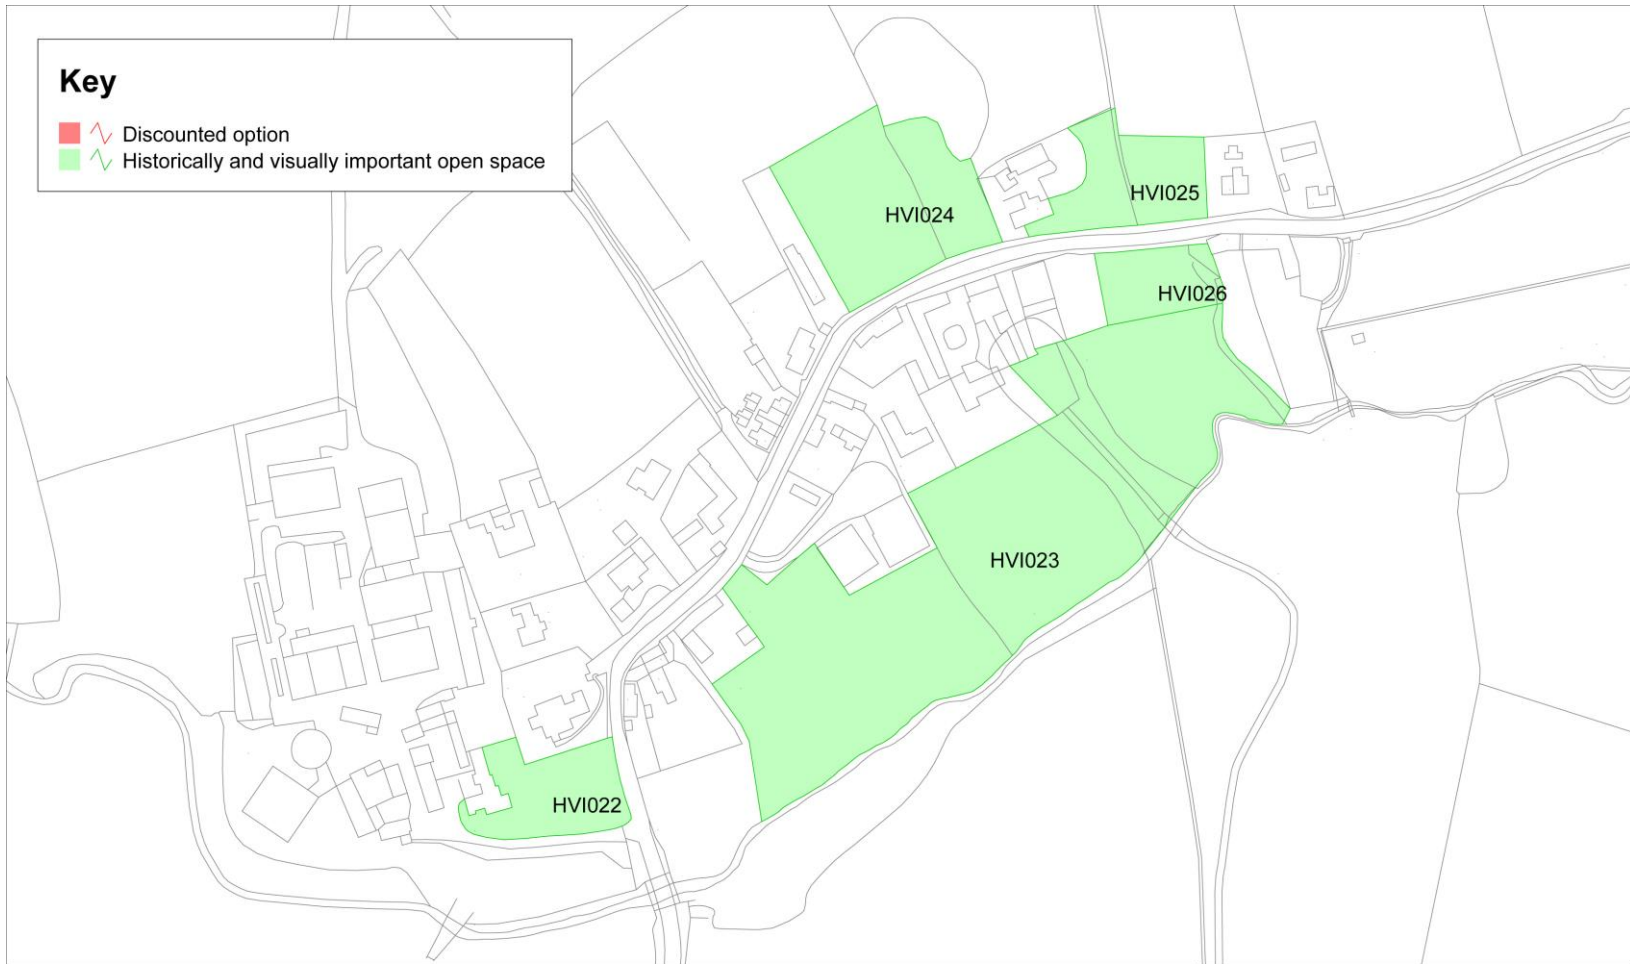 Key
Discounted option
Historically and visually important open space
HVI025
HVI024
HVI026
HVI023
HVI022